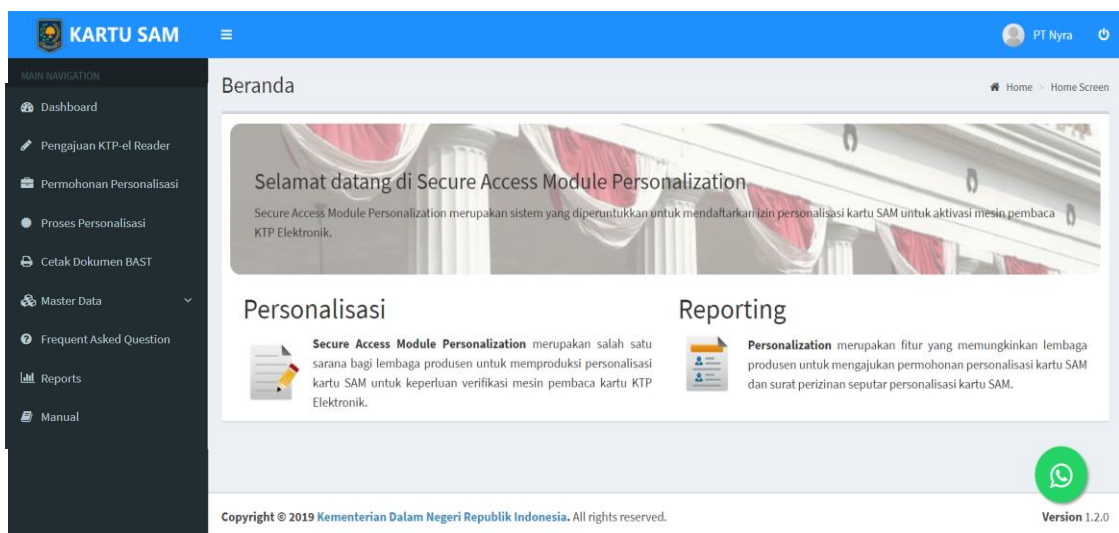 KARTU SAM
PT Nyra
MAIN NAVIGATION
Dashboard
Pengajuan KTP-el Reader
Permohonan Personalisasi
Proses Personalisasi
Cetak Dokumen BAST
Master Data
Frequent Asked Question
Reports
Manual
Beranda
Home > Home Screen
Selamat datang di Secure Access Module Personalization
Secure Access Module Personalization merupakan sistem yang diperuntukkan untuk mendaftarkan izin personalisasi kartu SAM untuk aktivasi mesin pembaca
KTP Elektronik.
Personalisasi
Secure Access Module Personalization merupakan salah satu
sarana bagi lembaga produsen untuk memproduksi personalisasi
kartu SAM untuk keperluan verifikasi mesin pembaca kartu KTP
Elektronik.
Reporting
Personalization merupakan fitur yang memungkinkan lembaga
produsen untuk mengajukan permohonan personalisasi kartu SAM
dan surat perizinan seputar personalisasi kartu SAM.
Copyright © 2019 Kementerian Dalam Negeri Republik Indonesia. All rights reserved.
Version 1.2.0